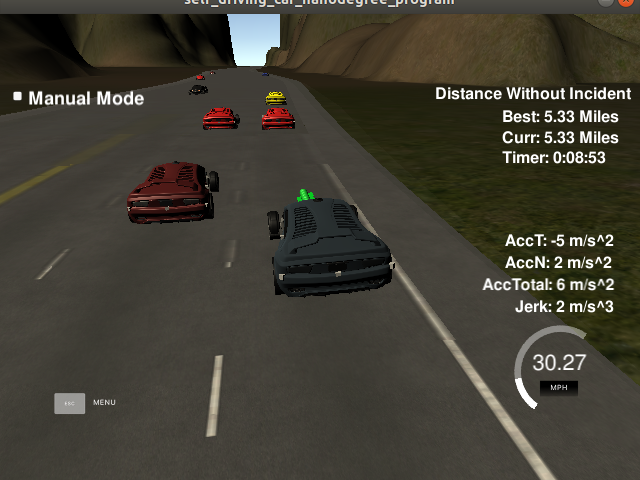 self_driving_car_nanodegree_program
Manual Mode
Distance Without Incident
Best: 5.33 Miles
Curr: 5.33 Miles
Timer: 0:08:53
AccT: -5 m/s^2
AccN: 2 m/s^2
AccTotal: 6 m/s^2
Jerk: 2 m/s^3
30.27
MPH
ESC MENU